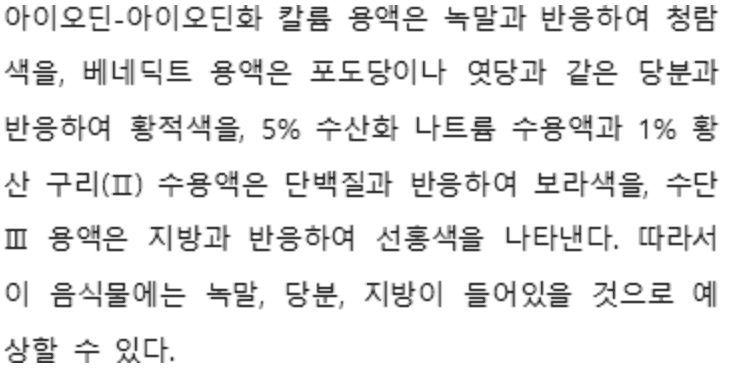 아이오딘-아이오딘화 칼륨 용액은 녹말과 반응하여 청람
색을, 베네딕트 용액은 포도당이나 엿당과 같은 당분과
반응하여 황적색을, 5% 수산화 나트륨 수용액과 1% 황
산 구리(Ⅱ) 수용액은 단백질과 반응하여 보라색을, 수단
Ⅲ 용액은 지방과 반응하여 선홍색을 나타낸다. 따라서
이 음식물에는 녹말, 당분, 지방이 들어있을 것으로 예
상할 수 있다.